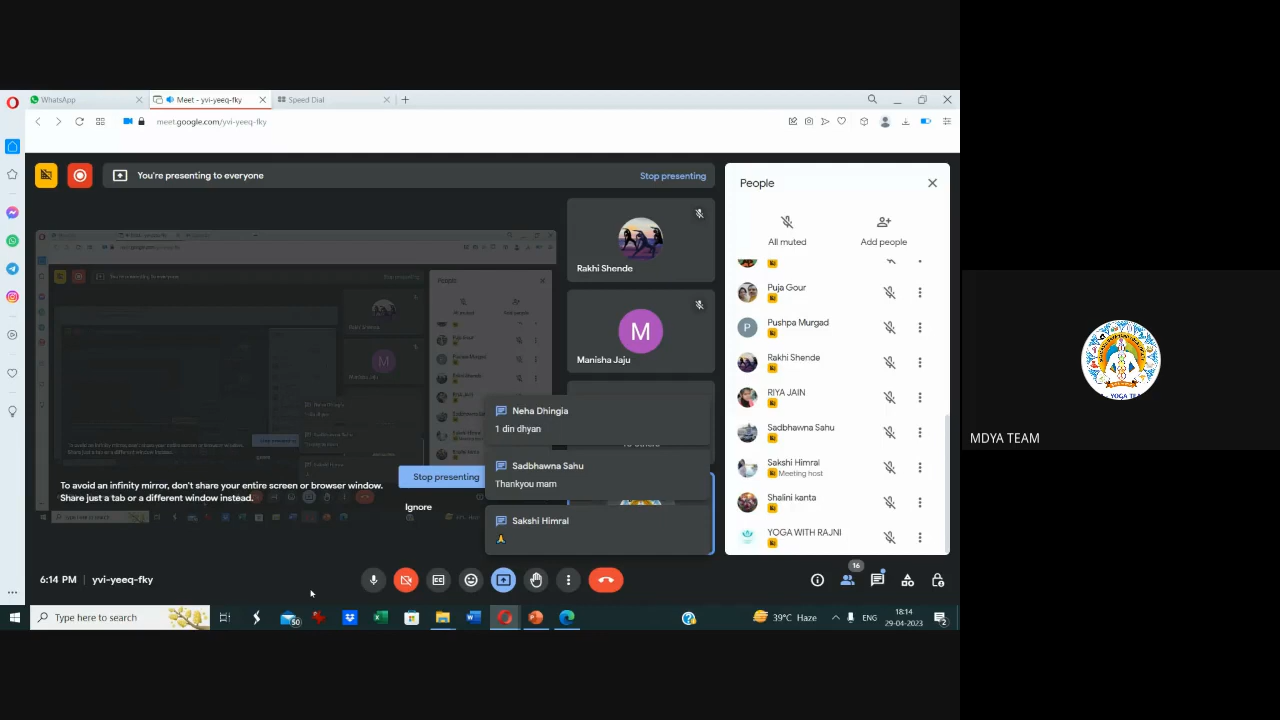 WhatsApp
Meet - yvi-yeeq-fky
Speed Dial
meet.google.com/yvi-yeeq-fky
You're presenting to everyone
Stop presenting
People
All muted
Add people
Rakhi Shende
Manisha Jaju
Puja Gour
Pushpa Murgad
Rakhi Shende
RIYA JAIN
Sadbhawna Sahu
Sakshi Himral
Meeting host
Shalini kanta
YOGA WITH RAJNI
Neha Dhingia
1 din dhyan
Sadbhawna Sahu
Thankyou mam
Sakshi Himral
🙏
To avoid an infinity mirror, don't share your entire screen or browser window.
Share just a tab or a different window instead.
Stop presenting
Ignore
6:14 PM | yvi-yeeq-fky
16
Type here to search
50
39°C Haze
ENG
18:14
29-04-2023
2
M
P
MDYA TEAM